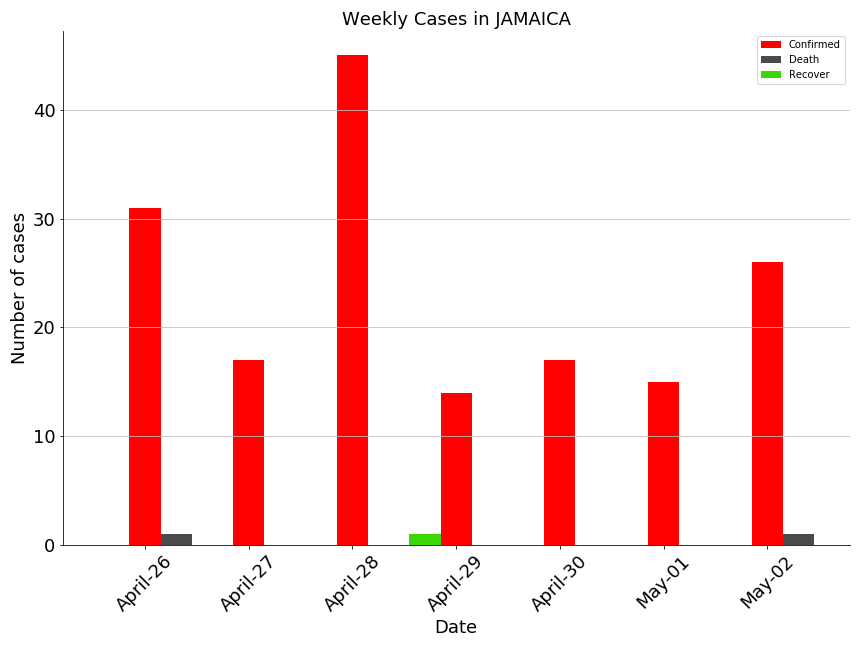 Weekly Cases in JAMAICA
Confirmed
Death
Recover
Number of cases
40
30
20
10
0
April-26
April-27
April-28
April-29
April-30
May-01
May-02
Date